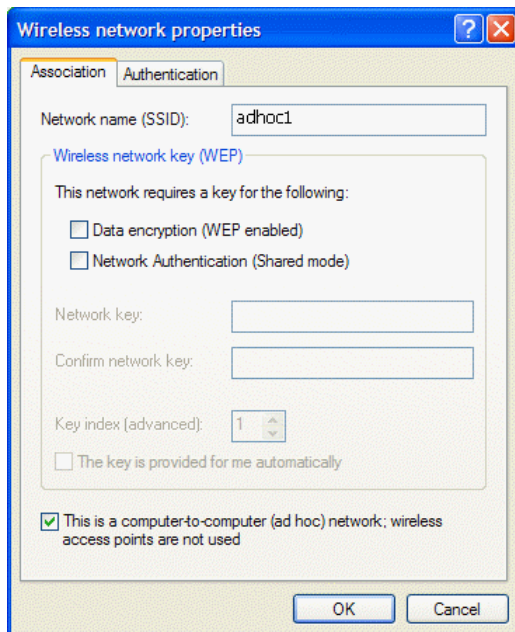 Wireless network properties
?
Association
Authentication
Network name (SSID):
adhoc1
Wireless network key (WEP)
This network requires a key for the following:
Data encryption (WEP enabled)
Network Authentication (Shared mode)
Network key:
Confirm network key:
Key index (advanced):
1
The key is provided for me automatically
This is a computer-to-computer (ad hoc) network; wireless
access points are not used
OK
Cancel